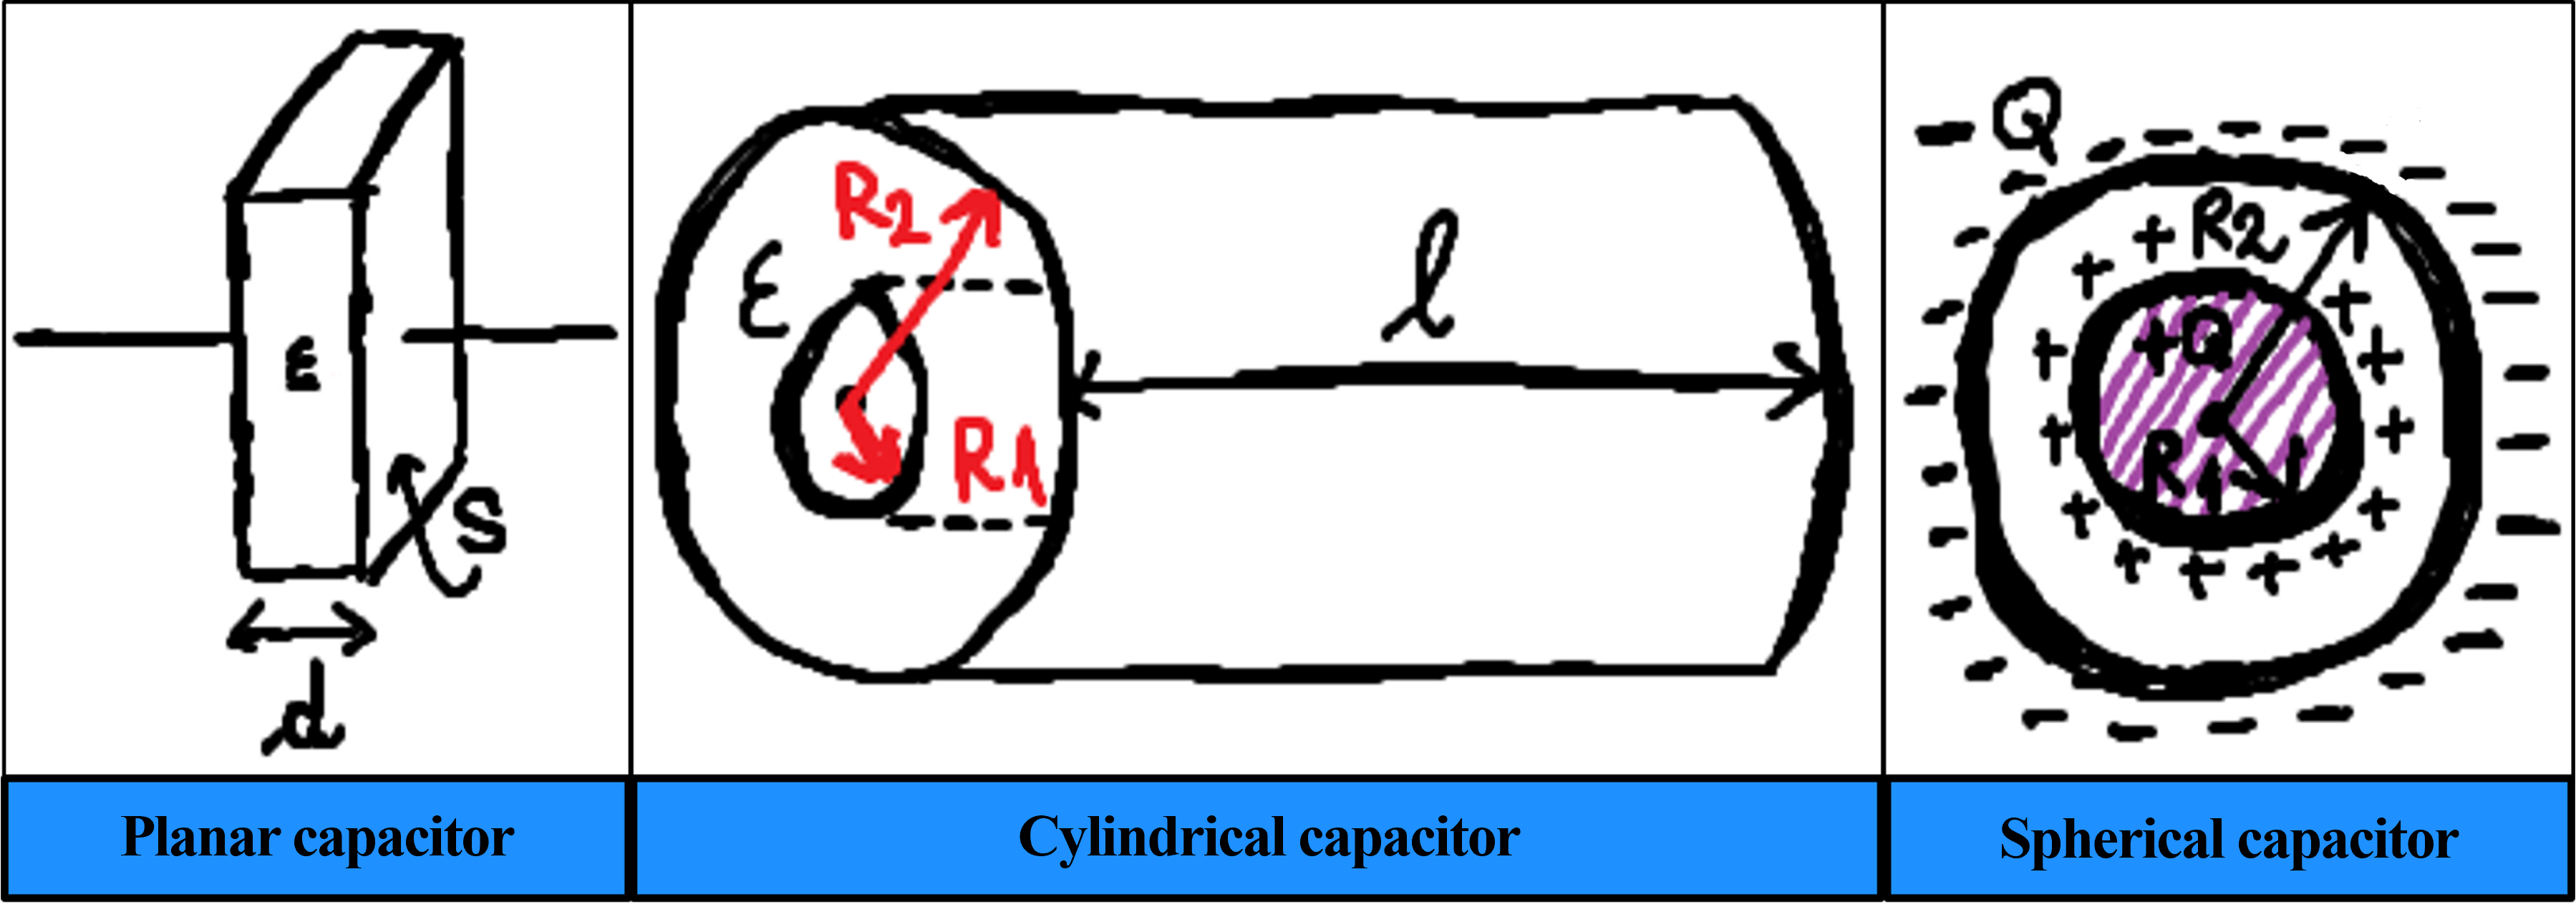 ε
S
d
R2
ε
R1
l
- Q
R2
+Q
R1
Planar capacitor
Cylindrical capacitor
Spherical capacitor